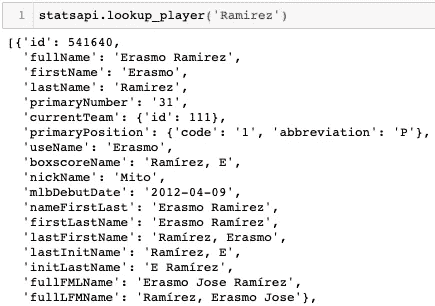 1 statsapi.lookup_player('Ramirez')
[{'id': 541640,
'fullName': 'Erasmo Ramirez',
'firstName': 'Erasmo',
'lastName': 'Ramirez',
'primaryNumber': '31',
'currentTeam': {'id': 111},
'primaryPosition': {'code': '1', 'abbreviation': 'P'},
'useName': 'Erasmo',
'boxscoreName': 'Ramírez, E',
'nickName': 'Mito',
'mlbDebutDate': '2012-04-09',
'nameFirstLast': 'Erasmo Ramírez',
'firstLastName': 'Erasmo Ramírez',
'lastFirstName': 'Ramírez, Erasmo',
'lastInitName': 'Ramírez, E',
'initLastName': 'E Ramírez',
'fullFMLName': 'Erasmo Jose Ramírez',
'fullLFMName': 'Ramírez, Erasmo Jose'},